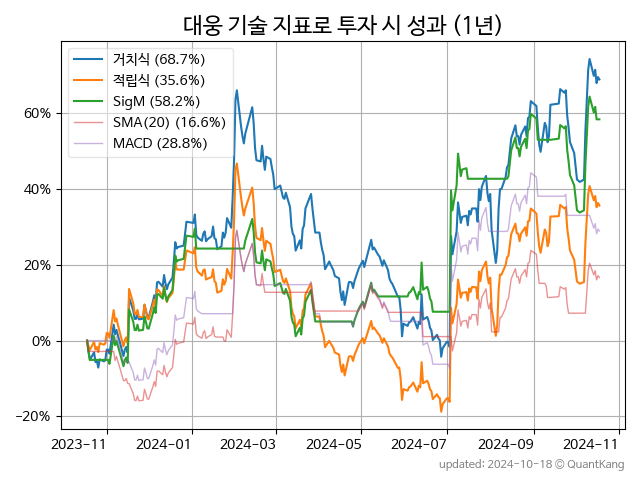 대웅 기술 지표로 투자 시 성과 (1년)
거치식 (68.7%)
적립식 (35.6%)
SigM (58.2%)
SMA(20) (16.6%)
MACD (28.8%)
60%
40%
20%
0%
−20%
2023-11 2024-01 2024-03 2024-05 2024-07 2024-09 2024-11
updated: 2024-10-18 © QuantKang